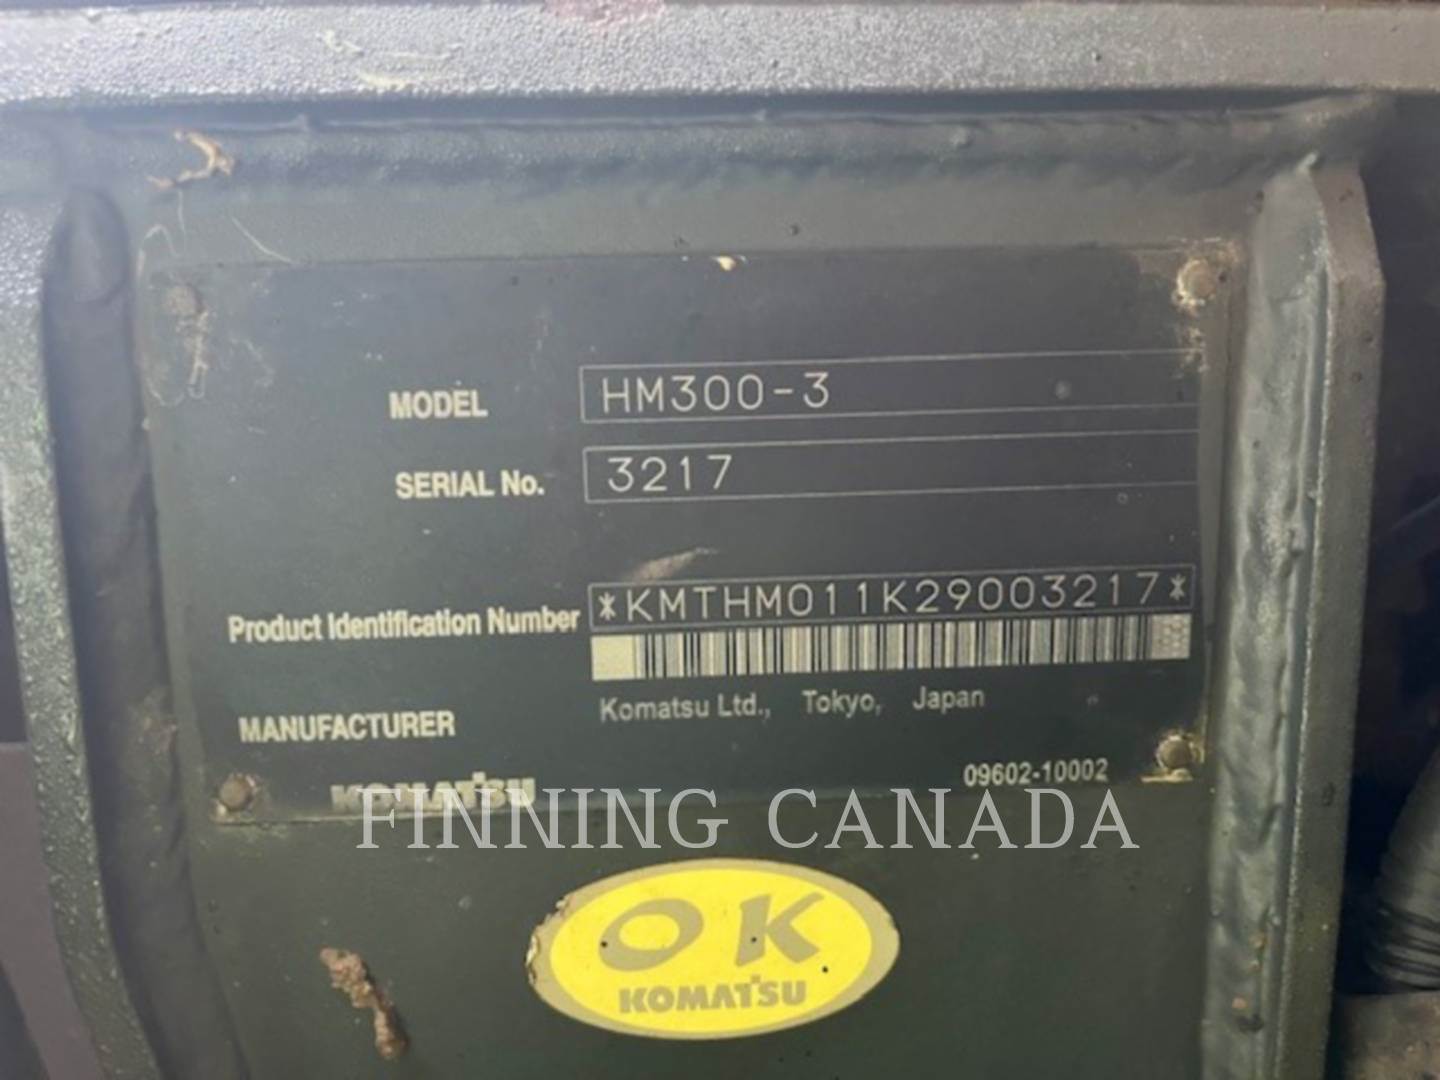 MODEL HM300-3
SERIAL No. 3217
Product Identification Number *KMTHM011K29003217*
MANUFACTURER Komatsu Ltd., Tokyo, Japan
KOMATSU 09602-10002
FINNING CANADA
OK
KOMATSU